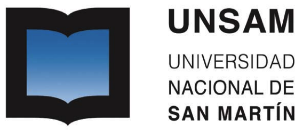 UNSAM
UNIVERSIDAD
NACIONAL DE
SAN MARTÍN